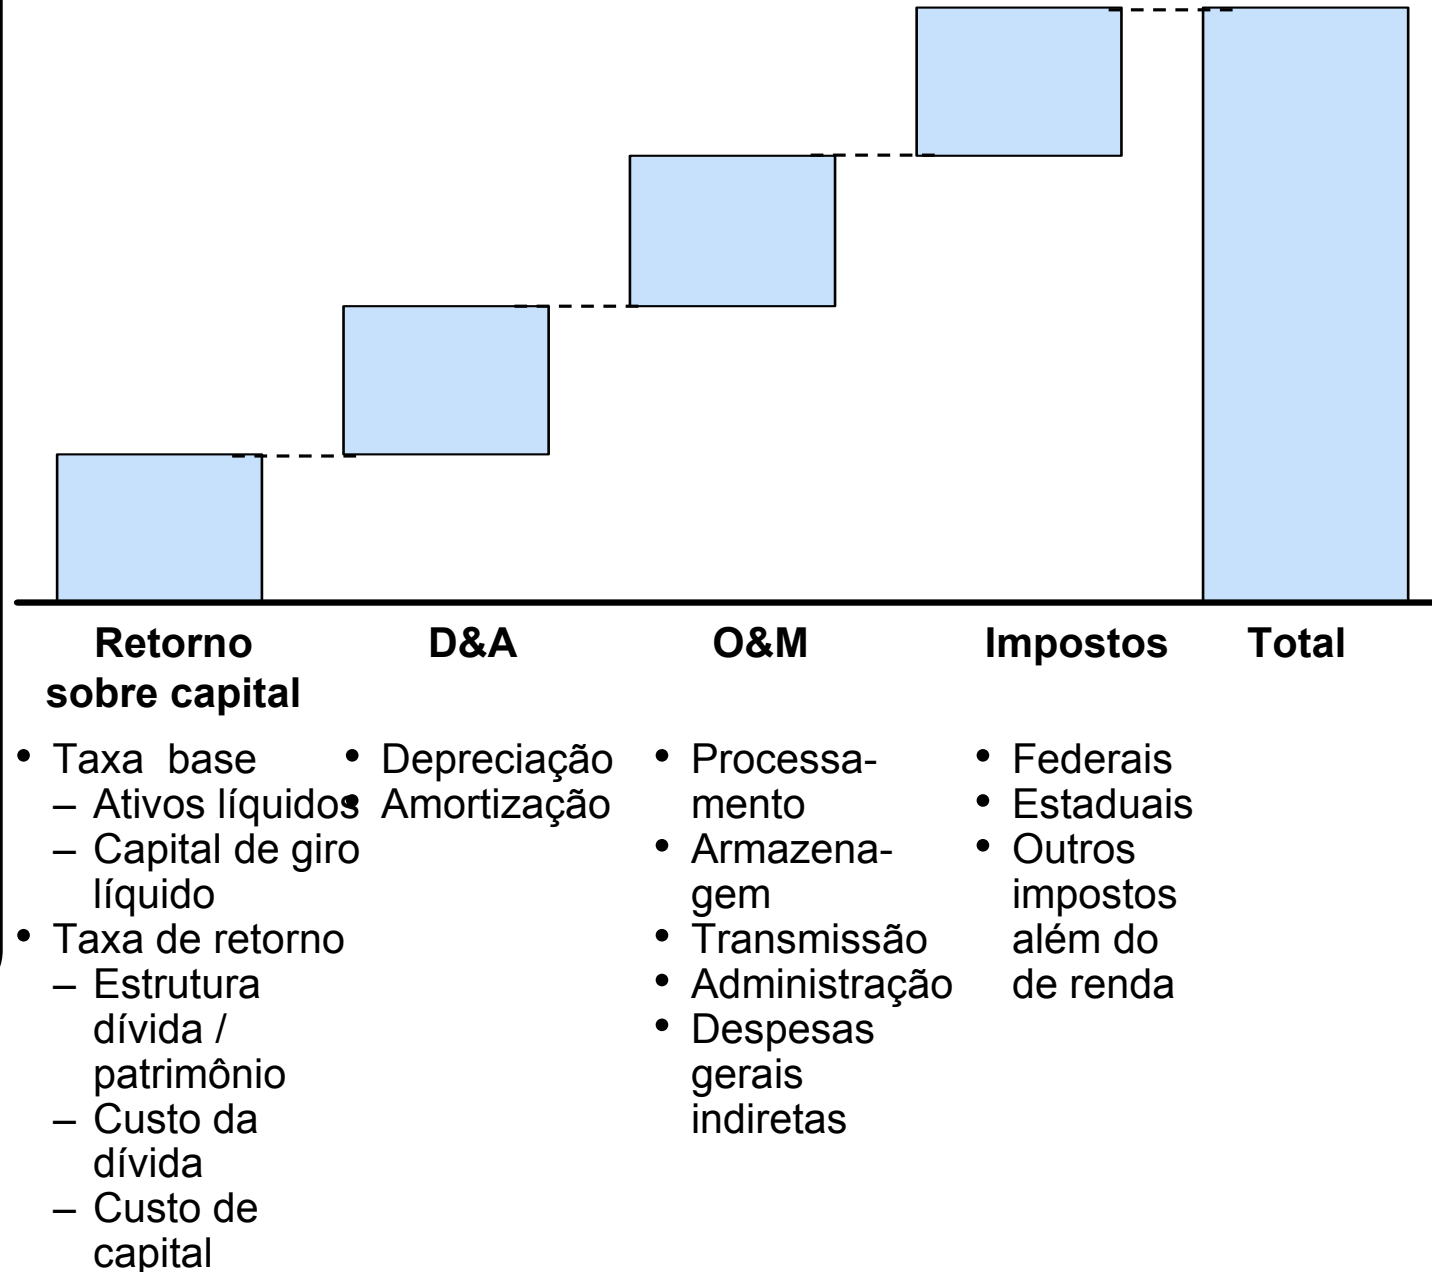 Retorno
sobre capital
D&A
O&M
Impostos
Total
• Taxa base
– Ativos líquidos
– Capital de giro
líquido
• Taxa de retorno
– Estrutura
dívida /
patrimônio
– Custo da
dívida
– Custo de
capital
• Depreciação
• Amortização
• Processa-
mento
• Armazena-
gem
• Transmissão
• Administração
• Despesas
gerais
indiretas
• Federais
• Estaduais
• Outros
impostos
além do
de renda